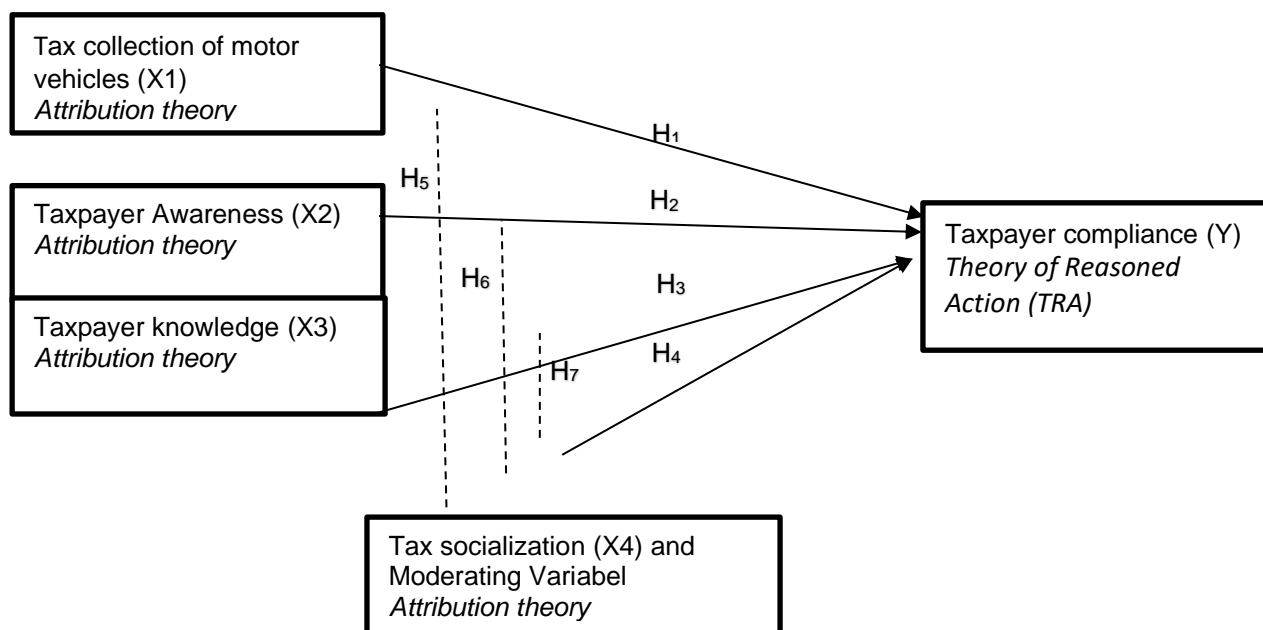 Tax collection of motor
vehicles (X1)
Attribution theory
H₁
H₅
Taxpayer Awareness (X2)
Attribution theory
H₂
Taxpayer compliance (Y)
Theory of Reasoned
Action (TRA)
H₆
H₃
Taxpayer knowledge (X3)
Attribution theory
H₄
H₇
Tax socialization (X4) and
Moderating Variabel
Attribution theory